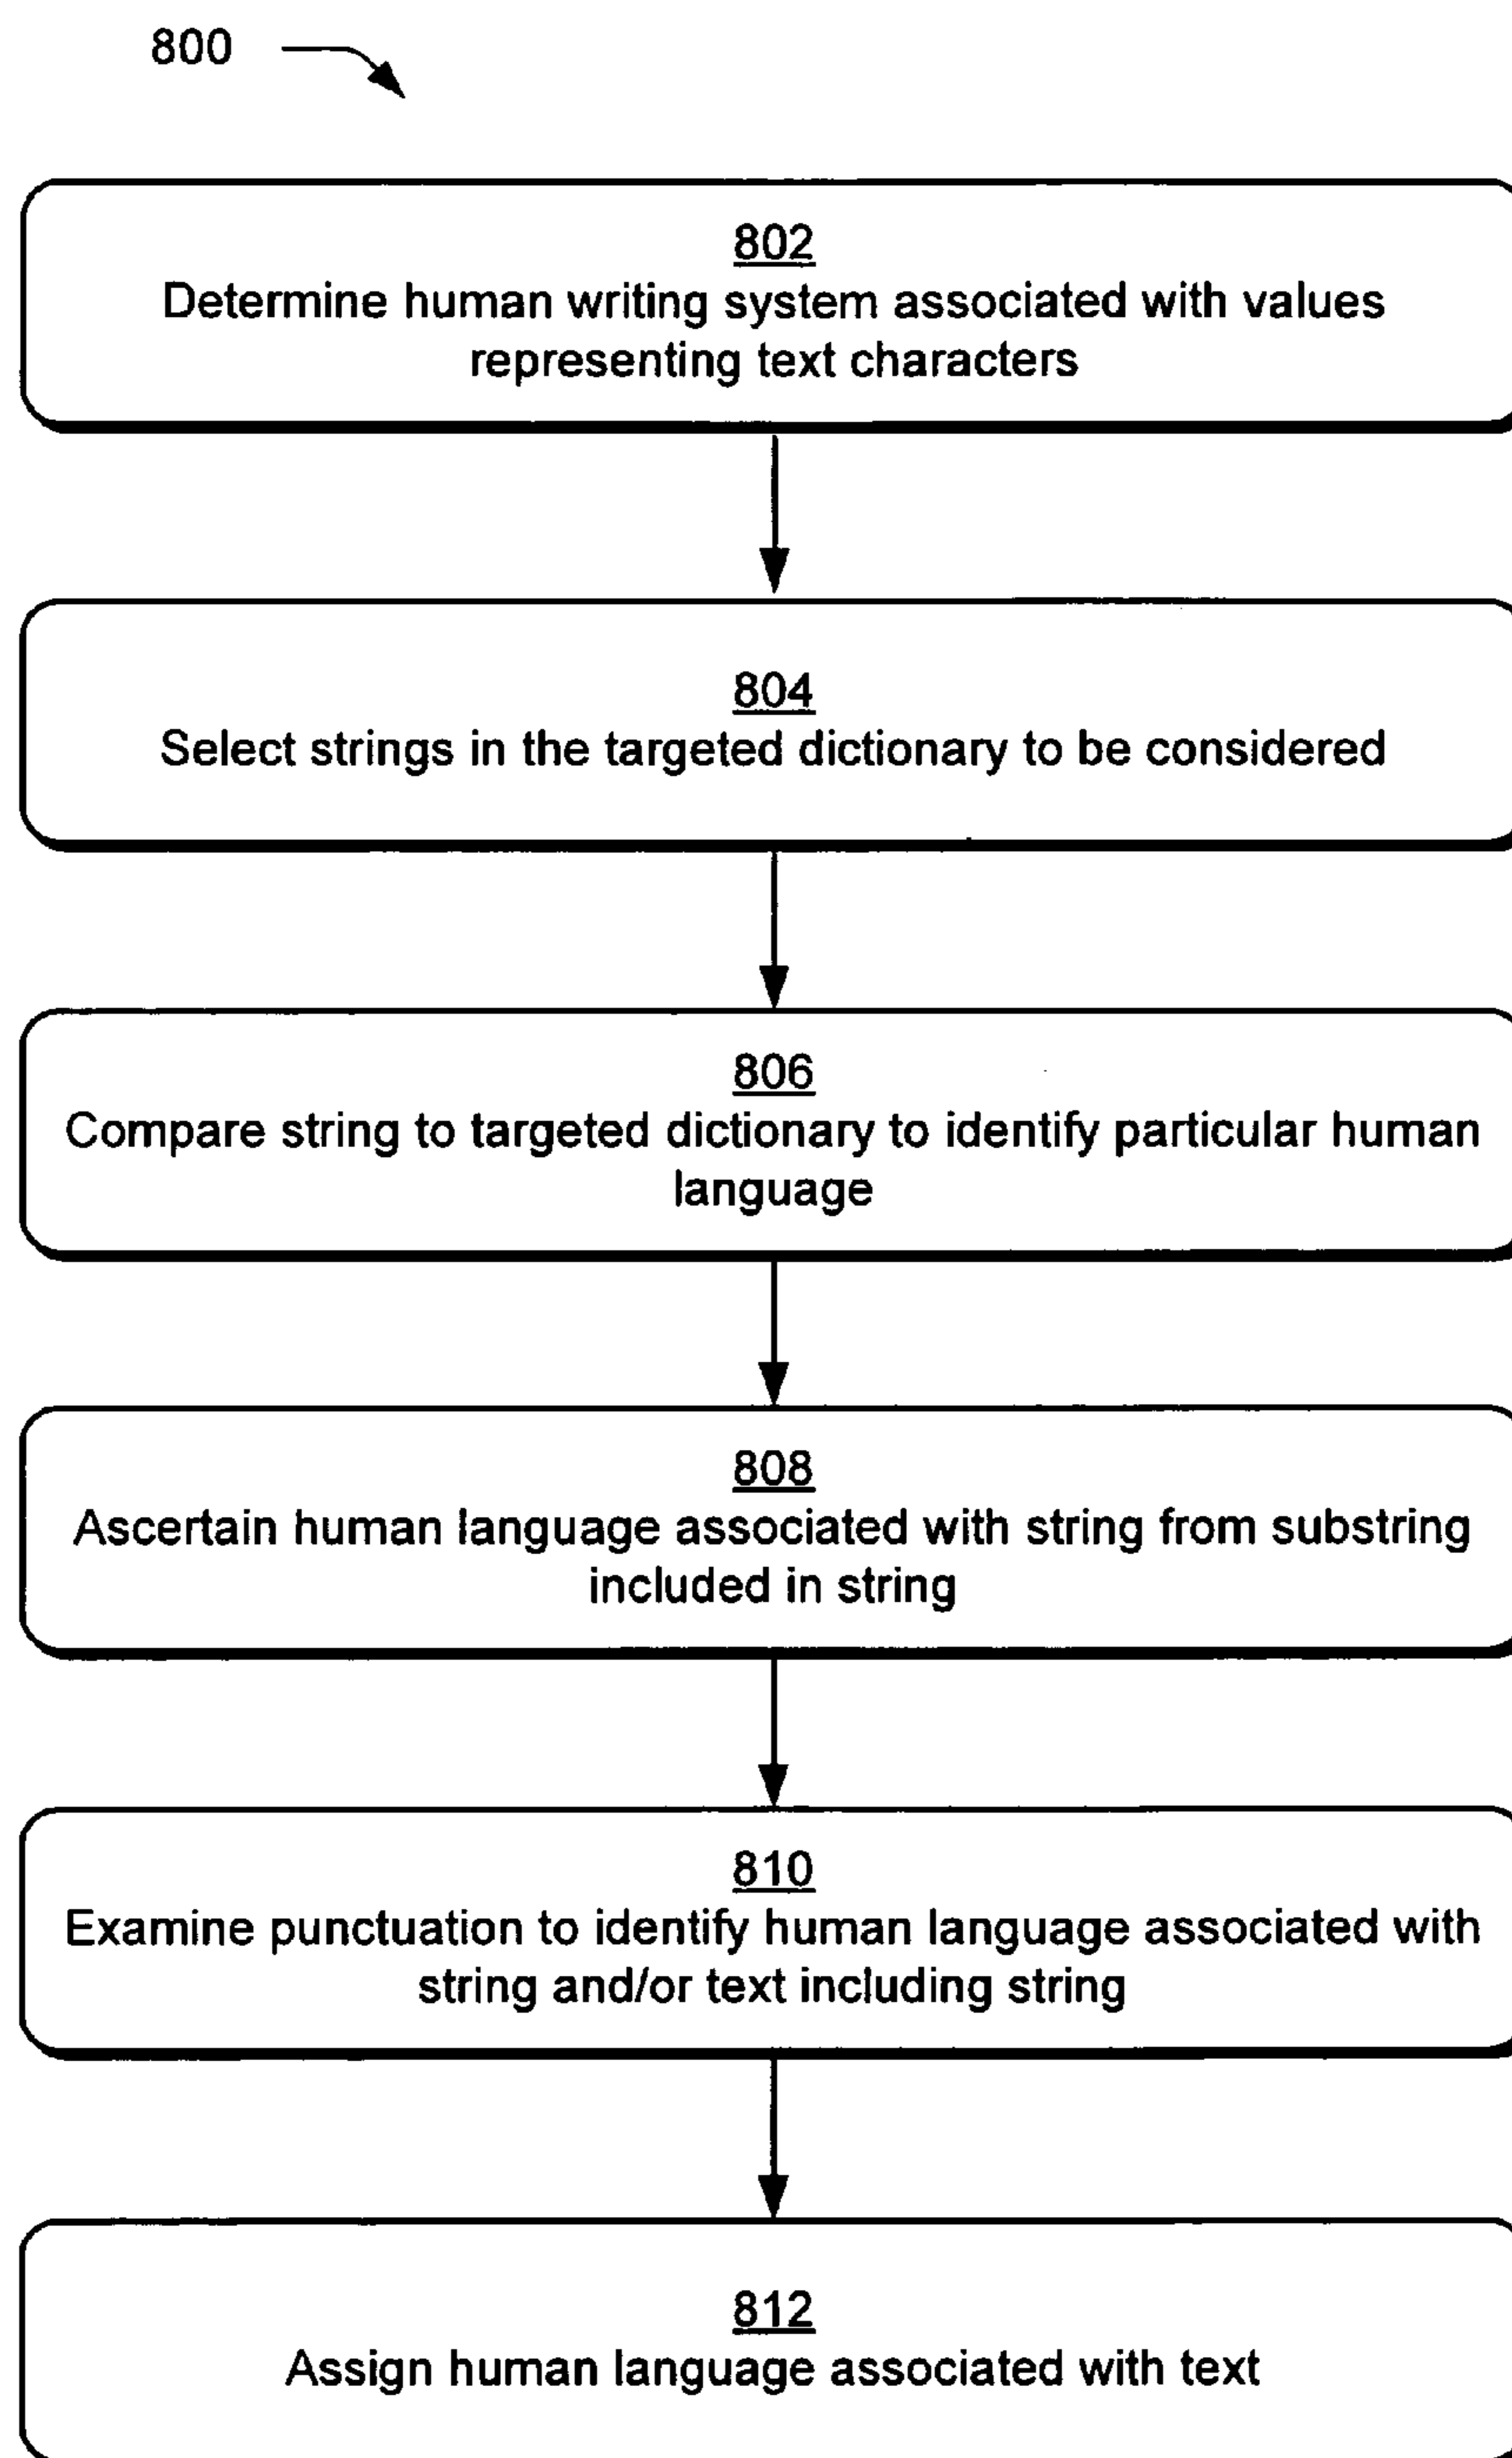 800
802
Determine human writing system associated with values
representing text characters
804
Select strings in the targeted dictionary to be considered
806
Compare string to targeted dictionary to identify particular human
language
808
Ascertain human language associated with string from substring
included in string
810
Examine punctuation to identify human language associated with
string and/or text including string
812
Assign human language associated with text